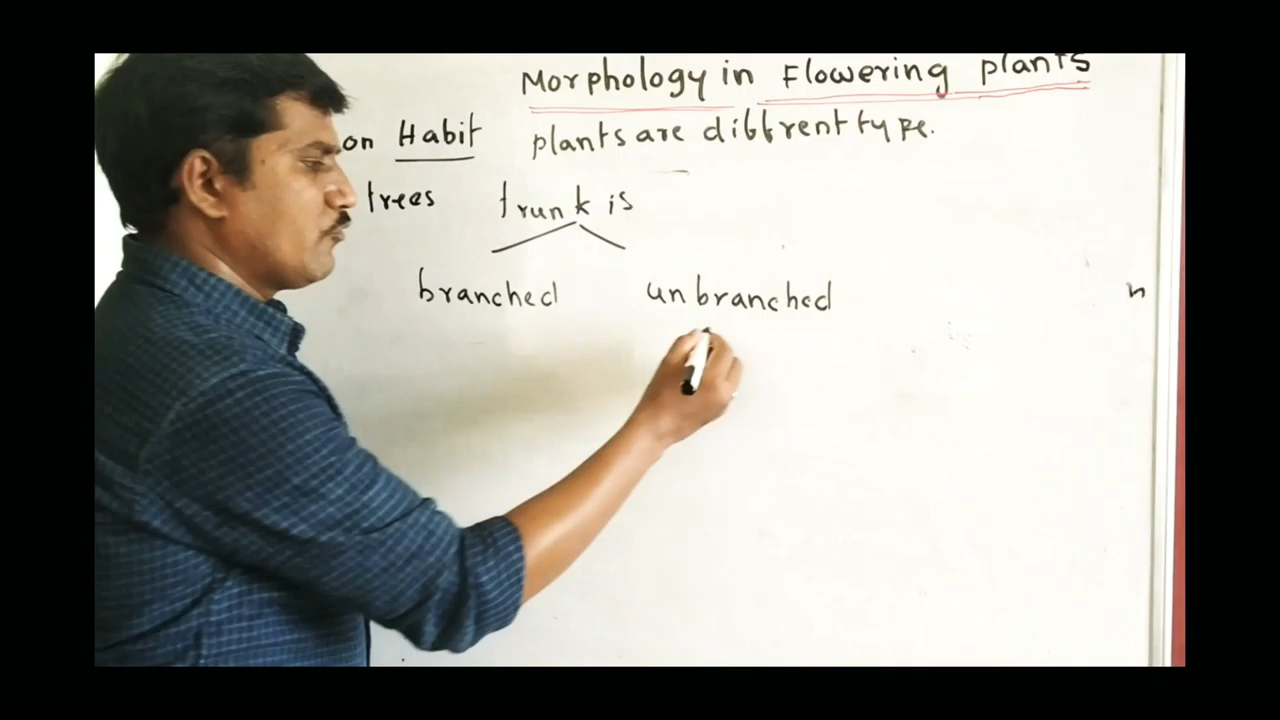 Morphology in Flowering plants
on Habit plants are diffrent type.
trees trunk is
branched unbranched
n